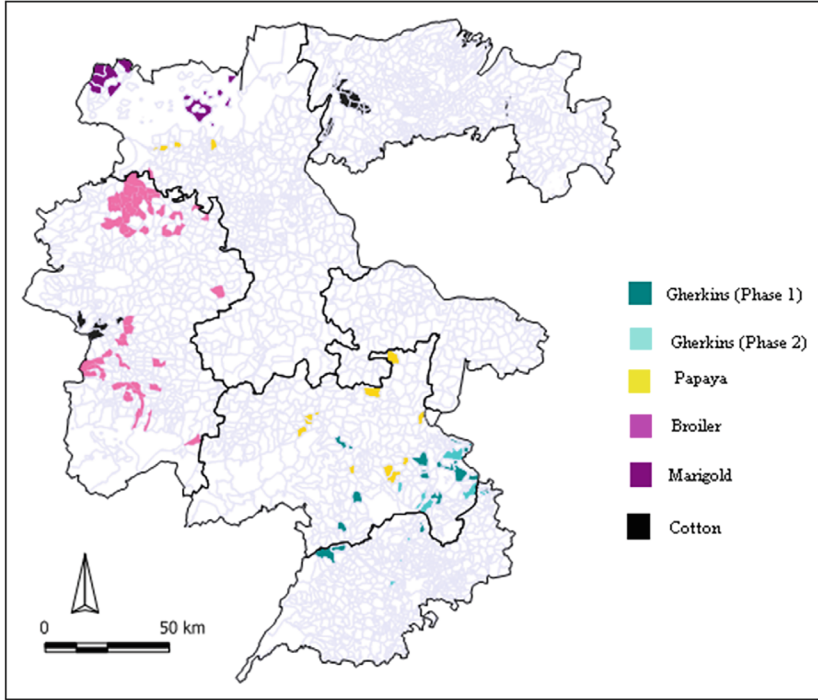 Gherkins (Phase 1)
Gherkins (Phase 2)
Papaya
Broiler
Marigold
Cotton
0 50 km